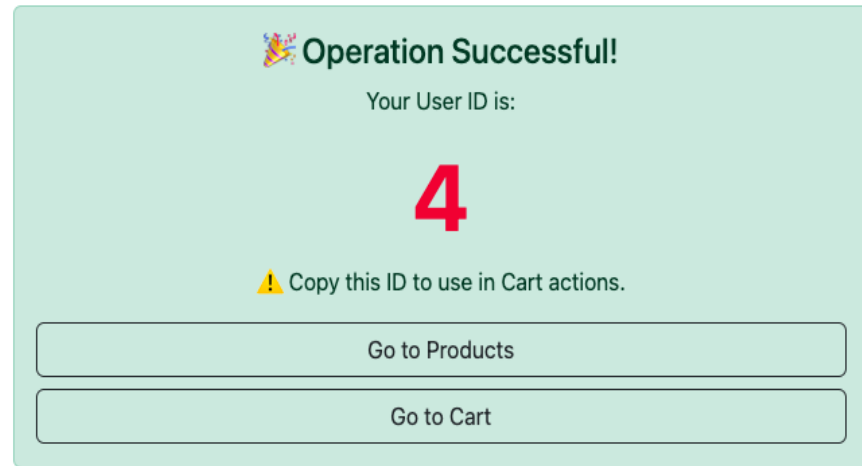 🎉 Operation Successful!
Your User ID is:
4
⚠️ Copy this ID to use in Cart actions.
Go to Products
Go to Cart